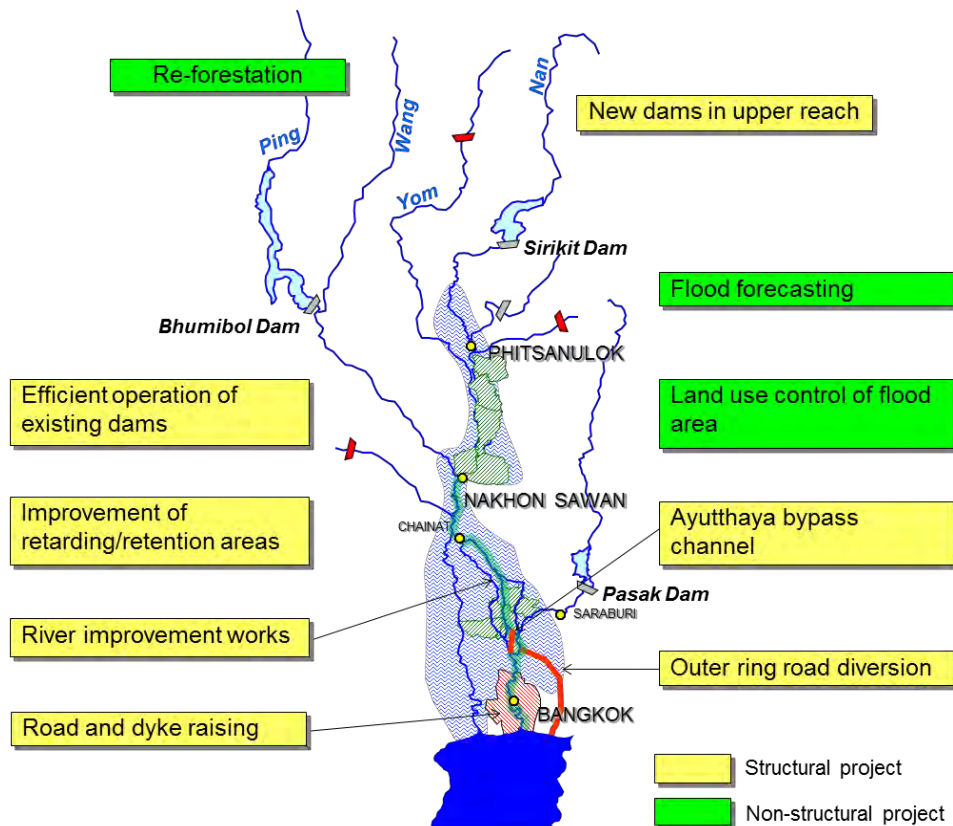 Re-forestation
Nan
New dams in upper reach
Wang
Ping
Yom
Sirikit Dam
Flood forecasting
Bhumibol Dam
PHITSANULOK
Efficient operation of
existing dams
Land use control of flood
area
NAKHON SAWAN
Improvement of
retarding/retention areas
CHAINAT
Ayutthaya bypass
channel
Pasak Dam
SARABURI
River improvement works
Outer ring road diversion
Road and dyke raising
BANGKOK
Structural project
Non-structural project